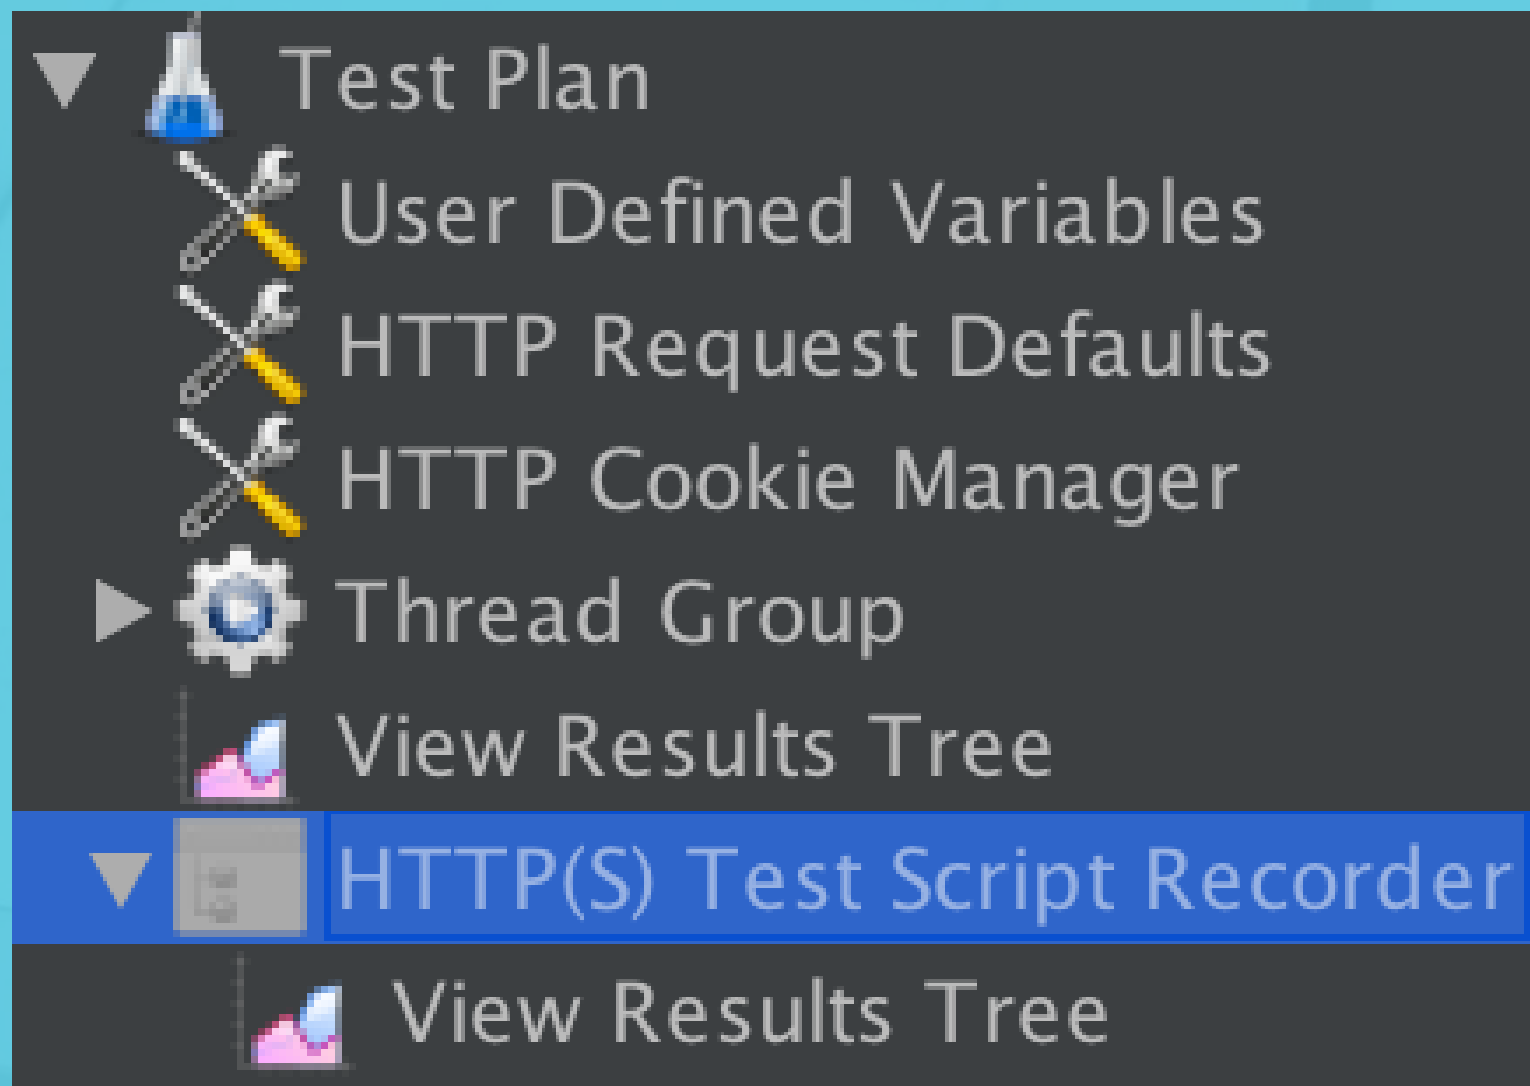 Test Plan
User Defined Variables
HTTP Request Defaults
HTTP Cookie Manager
Thread Group
View Results Tree
HTTP(S) Test Script Recorder
View Results Tree